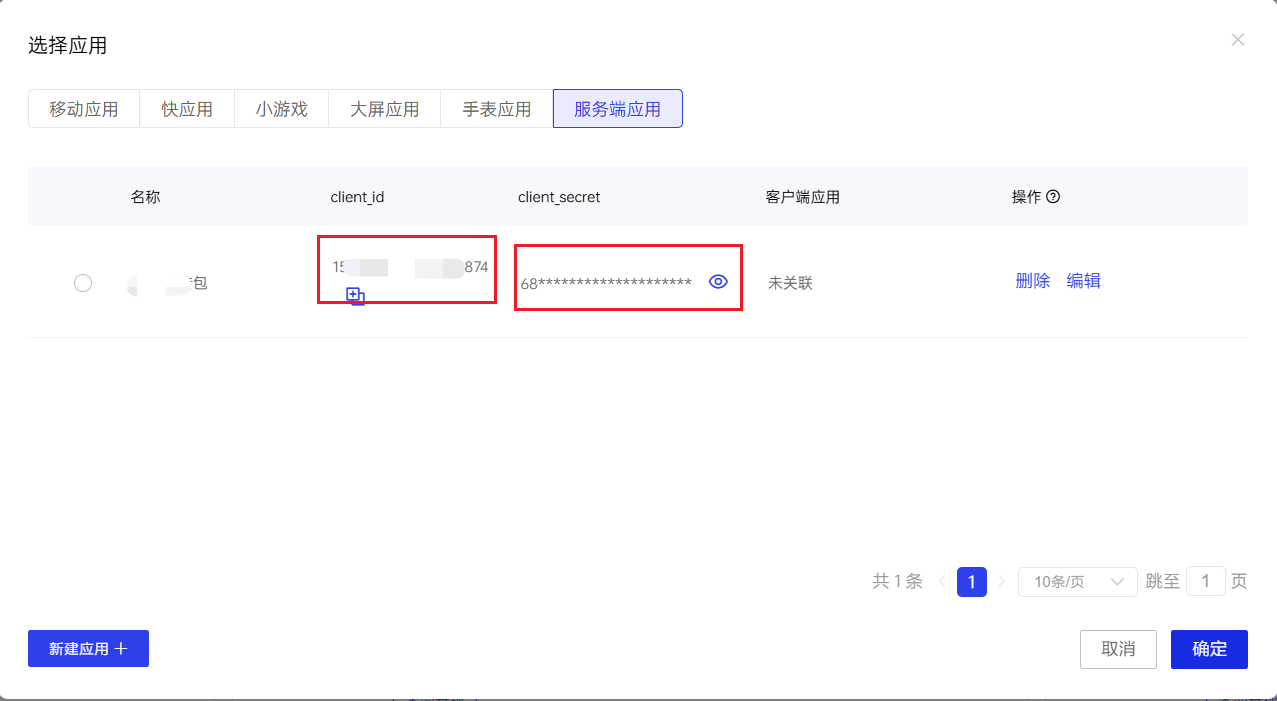 选择应用
移动应用 快应用 小游戏 大屏应用 手表应用 服务端应用
名称 client_id client_secret 客户端应用 操作
包 15 874 68******************** 未关联 删除 编辑
共 1 条 1 10条/页 跳至 1 页
新建应用 取消 确定